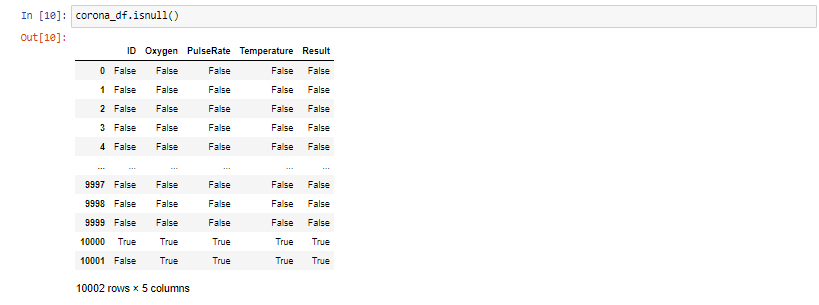 In [10]: corona_df.isnull()
Out[10]:
ID Oxygen PulseRate Temperature Result
0 False False False False False
1 False False False False False
2 False False False False False
3 False False False False False
4 False False False False False
... ... ... ... ... ...
9997 False False False False False
9998 False False False False False
9999 False False False False False
10000 True True True True True
10001 False True True True True
10002 rows × 5 columns